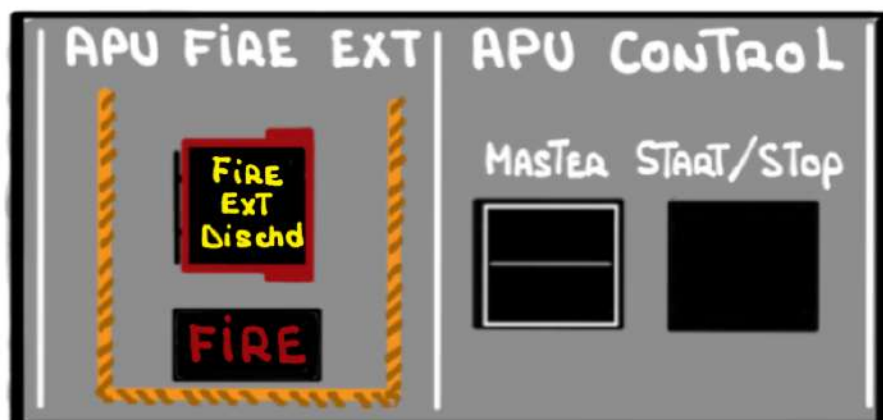 APU FiRE EXT
APU CONTROL
MASTER START/STOP
FiRE
EXT
Dischd
FiRE